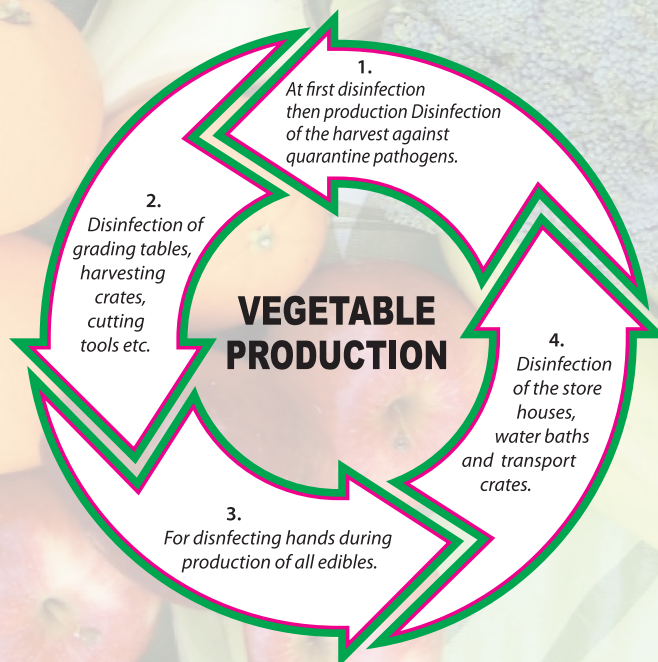 1.
At first disinfection
then production Disinfection
of the harvest against
quarantine pathogens.
2.
Disinfection of
grading tables,
harvesting
crates,
cutting
tools etc.
VEGETABLE
PRODUCTION
3.
For disnfecting hands during
production of all edibles.
4.
Disinfection
of the store
houses,
water baths
and transport
crates.